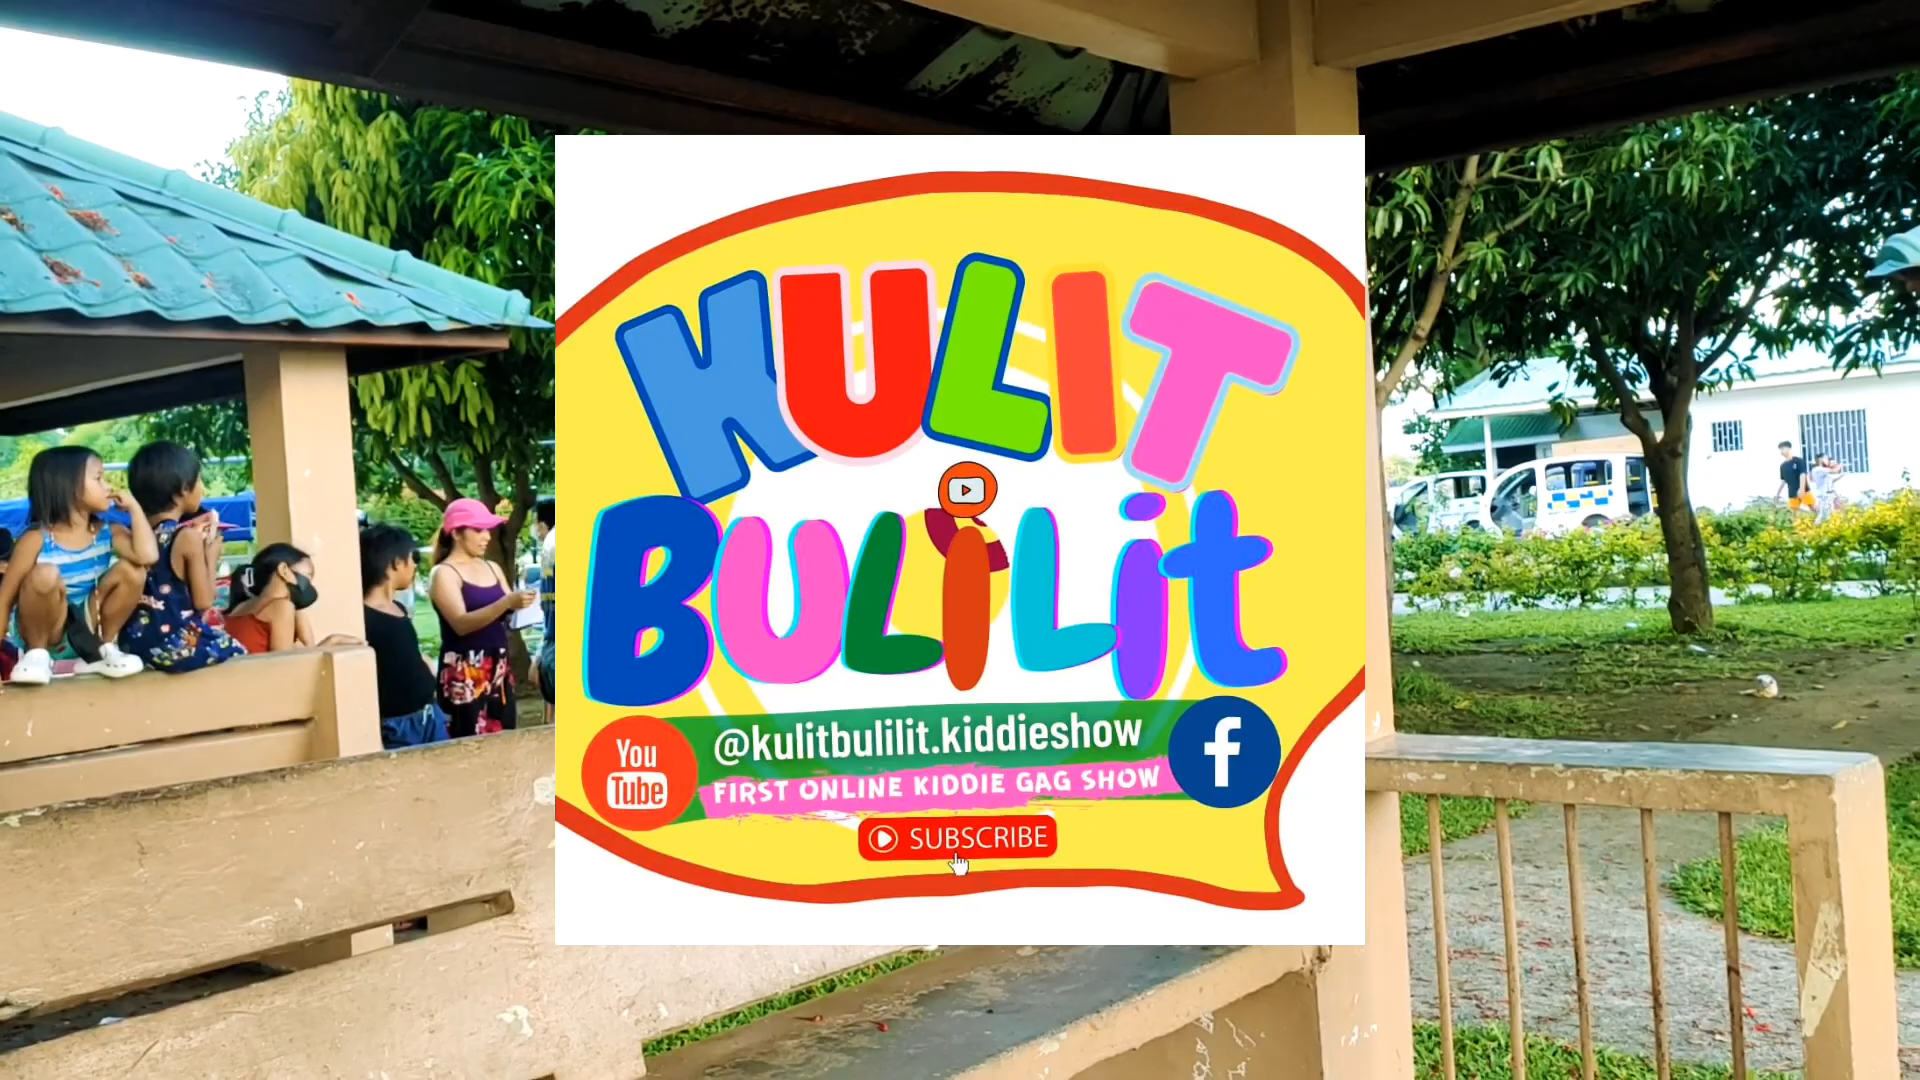 KULIT
BULiLit
@kulitbulilit.kiddieshow
FIRST ONLINE KIDDIE GAG SHOW
You
Tube
f
SUBSCRIBE